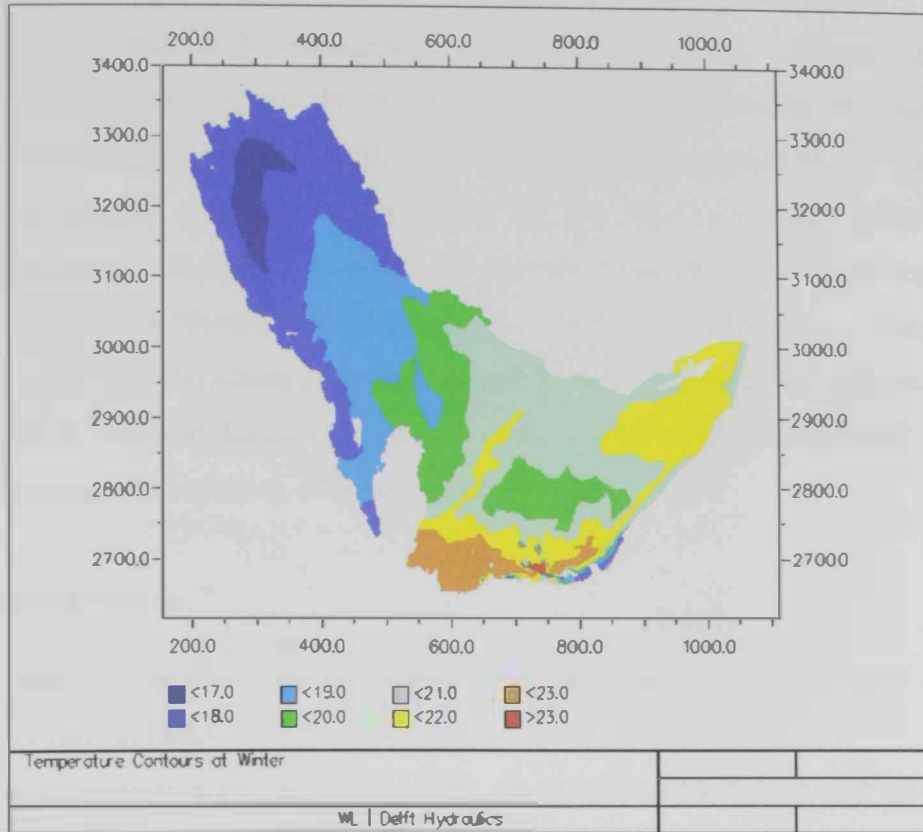 200.0 400.0 600.0 800.0 1000.0
3400.0 3400.0
3300.0 3300.0
3200.0 3200.0
3100.0 3100.0
3000.0 3000.0
2900.0 2900.0
2800.0 2800.0
2700.0 27000.0
200.0 400.0 600.0 800.0 1000.0
<17.0 <19.0 <21.0 <23.0
<18.0 <20.0 <22.0 >23.0
Temperature Contours at Winter
WL | Delft Hydraulics